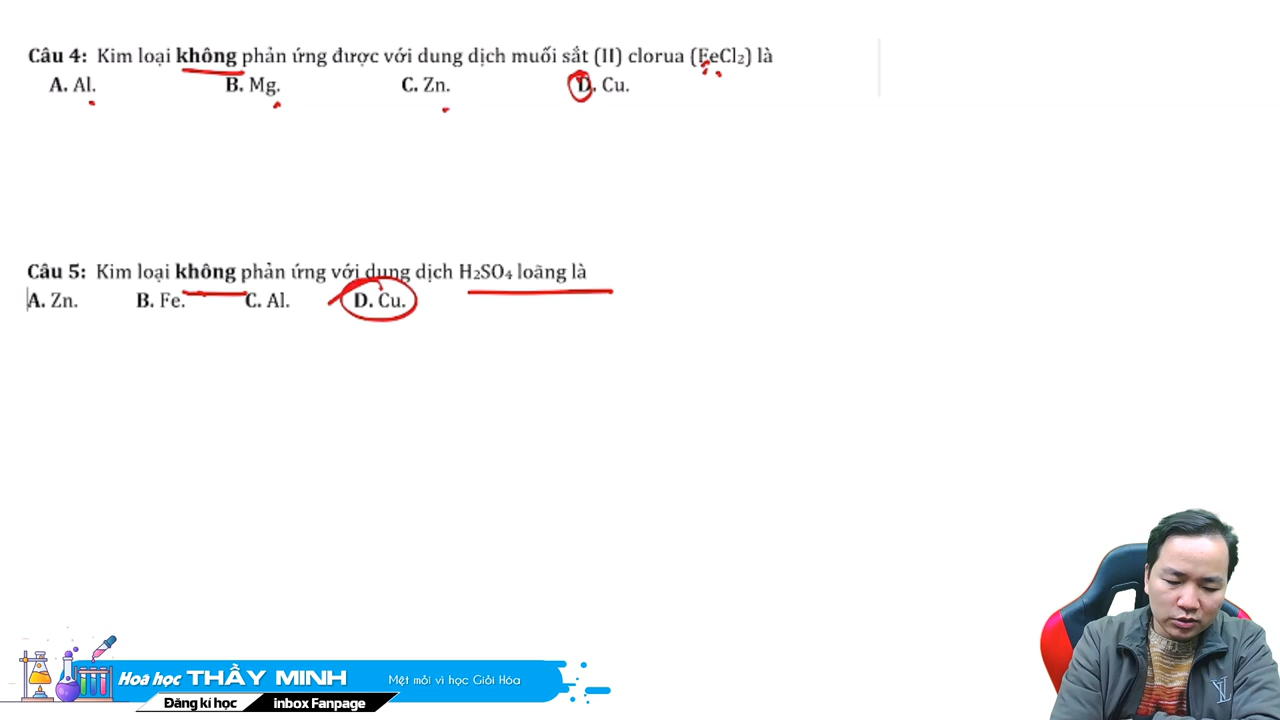 Câu 4: Kim loại không phản ứng được với dung dịch muối sắt (II) clorua (FeCl₂) là
A. Al. B. Mg. C. Zn. D. Cu.
Câu 5: Kim loại không phản ứng với dung dịch H₂SO₄ loãng là
A. Zn. B. Fe. C. Al. D. Cu.
Hoá học THẦY MINH Mệt mỏi vì học Giỏi Hóa
Đăng kí học inbox Fanpage